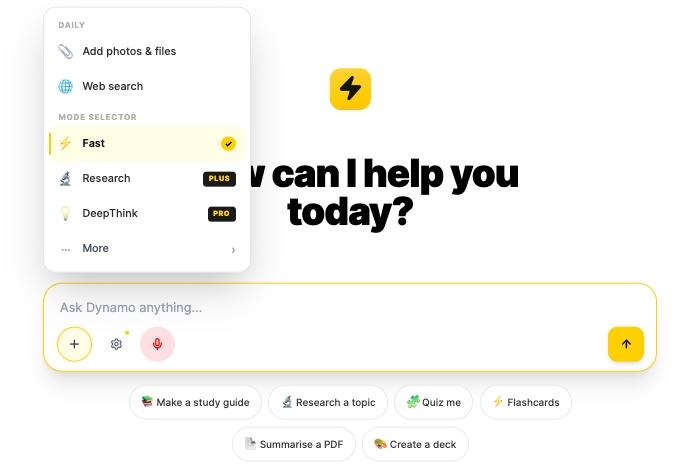 DAILY
Add photos & files
Web search
MODE SELECTOR
Fast
Research PLUS
DeepThink PRO
More
w can I help you
today?
Ask Dynamo anything...
Make a study guide
Research a topic
Quiz me
Flashcards
Summarise a PDF
Create a deck